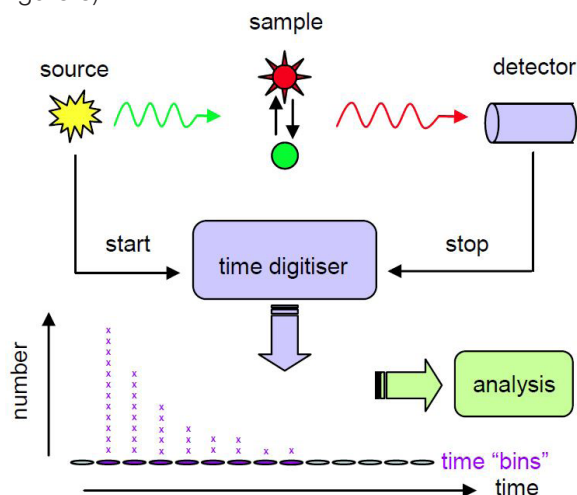 sample
source
detector
start
stop
time digitiser
number
analysis
time “bins”
time